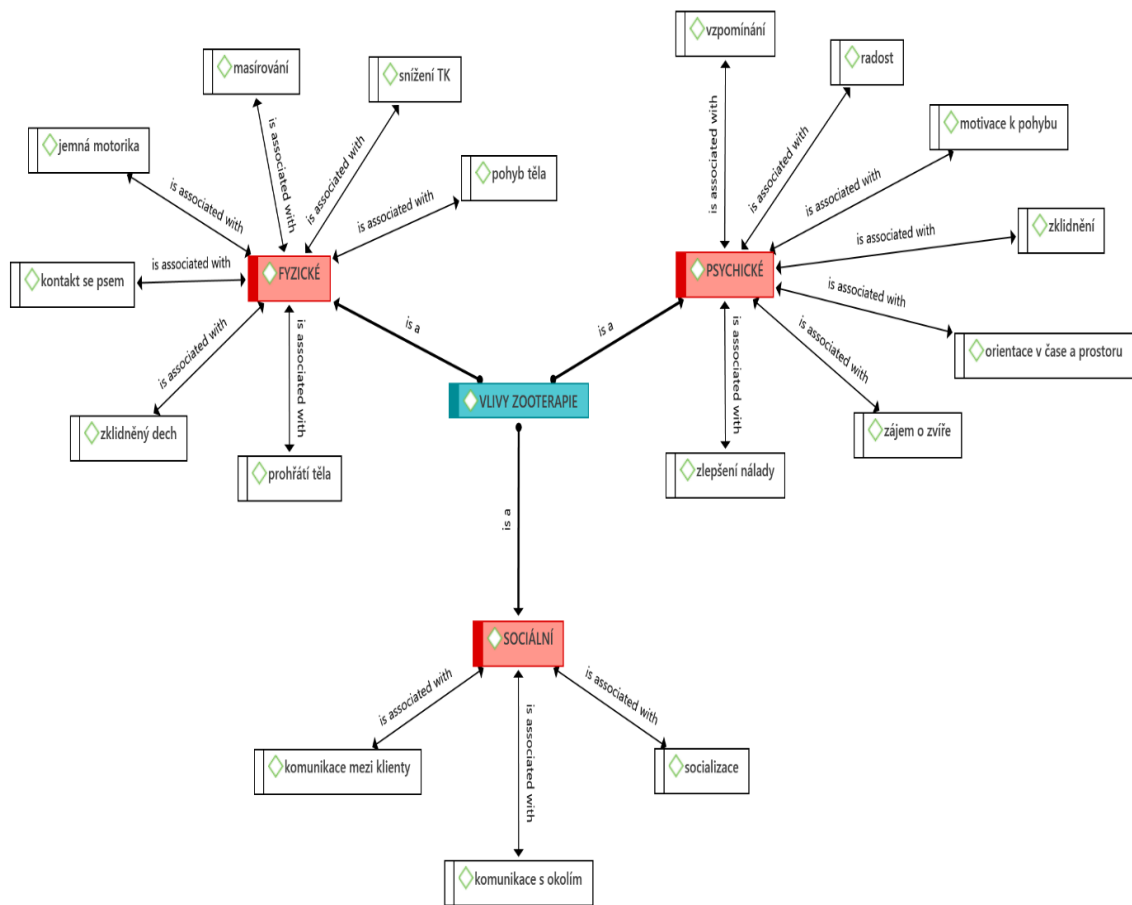 vzpomínání
radost
masírování
snížení TK
motivace k pohybu
jemná motorika
pohyb těla
zklidnění
kontakt se psem
FYZICKÉ
PSYCHICKÉ
orientace v čase a prostoru
VLIVY ZOOTERAPIE
zklidněný dech
zájem o zvíře
prohřátí těla
zlepšení nálady
SOCIÁLNÍ
komunikace mezi klienty
socializace
komunikace s okolím
is associated with
is associated with
is associated with
is associated with
is associated with
is associated with
is associated with
is associated with
is associated with
is associated with
is associated with
is associated with
is associated with
is associated with
is a
is a
is a
is associated with
is associated with
is associated with